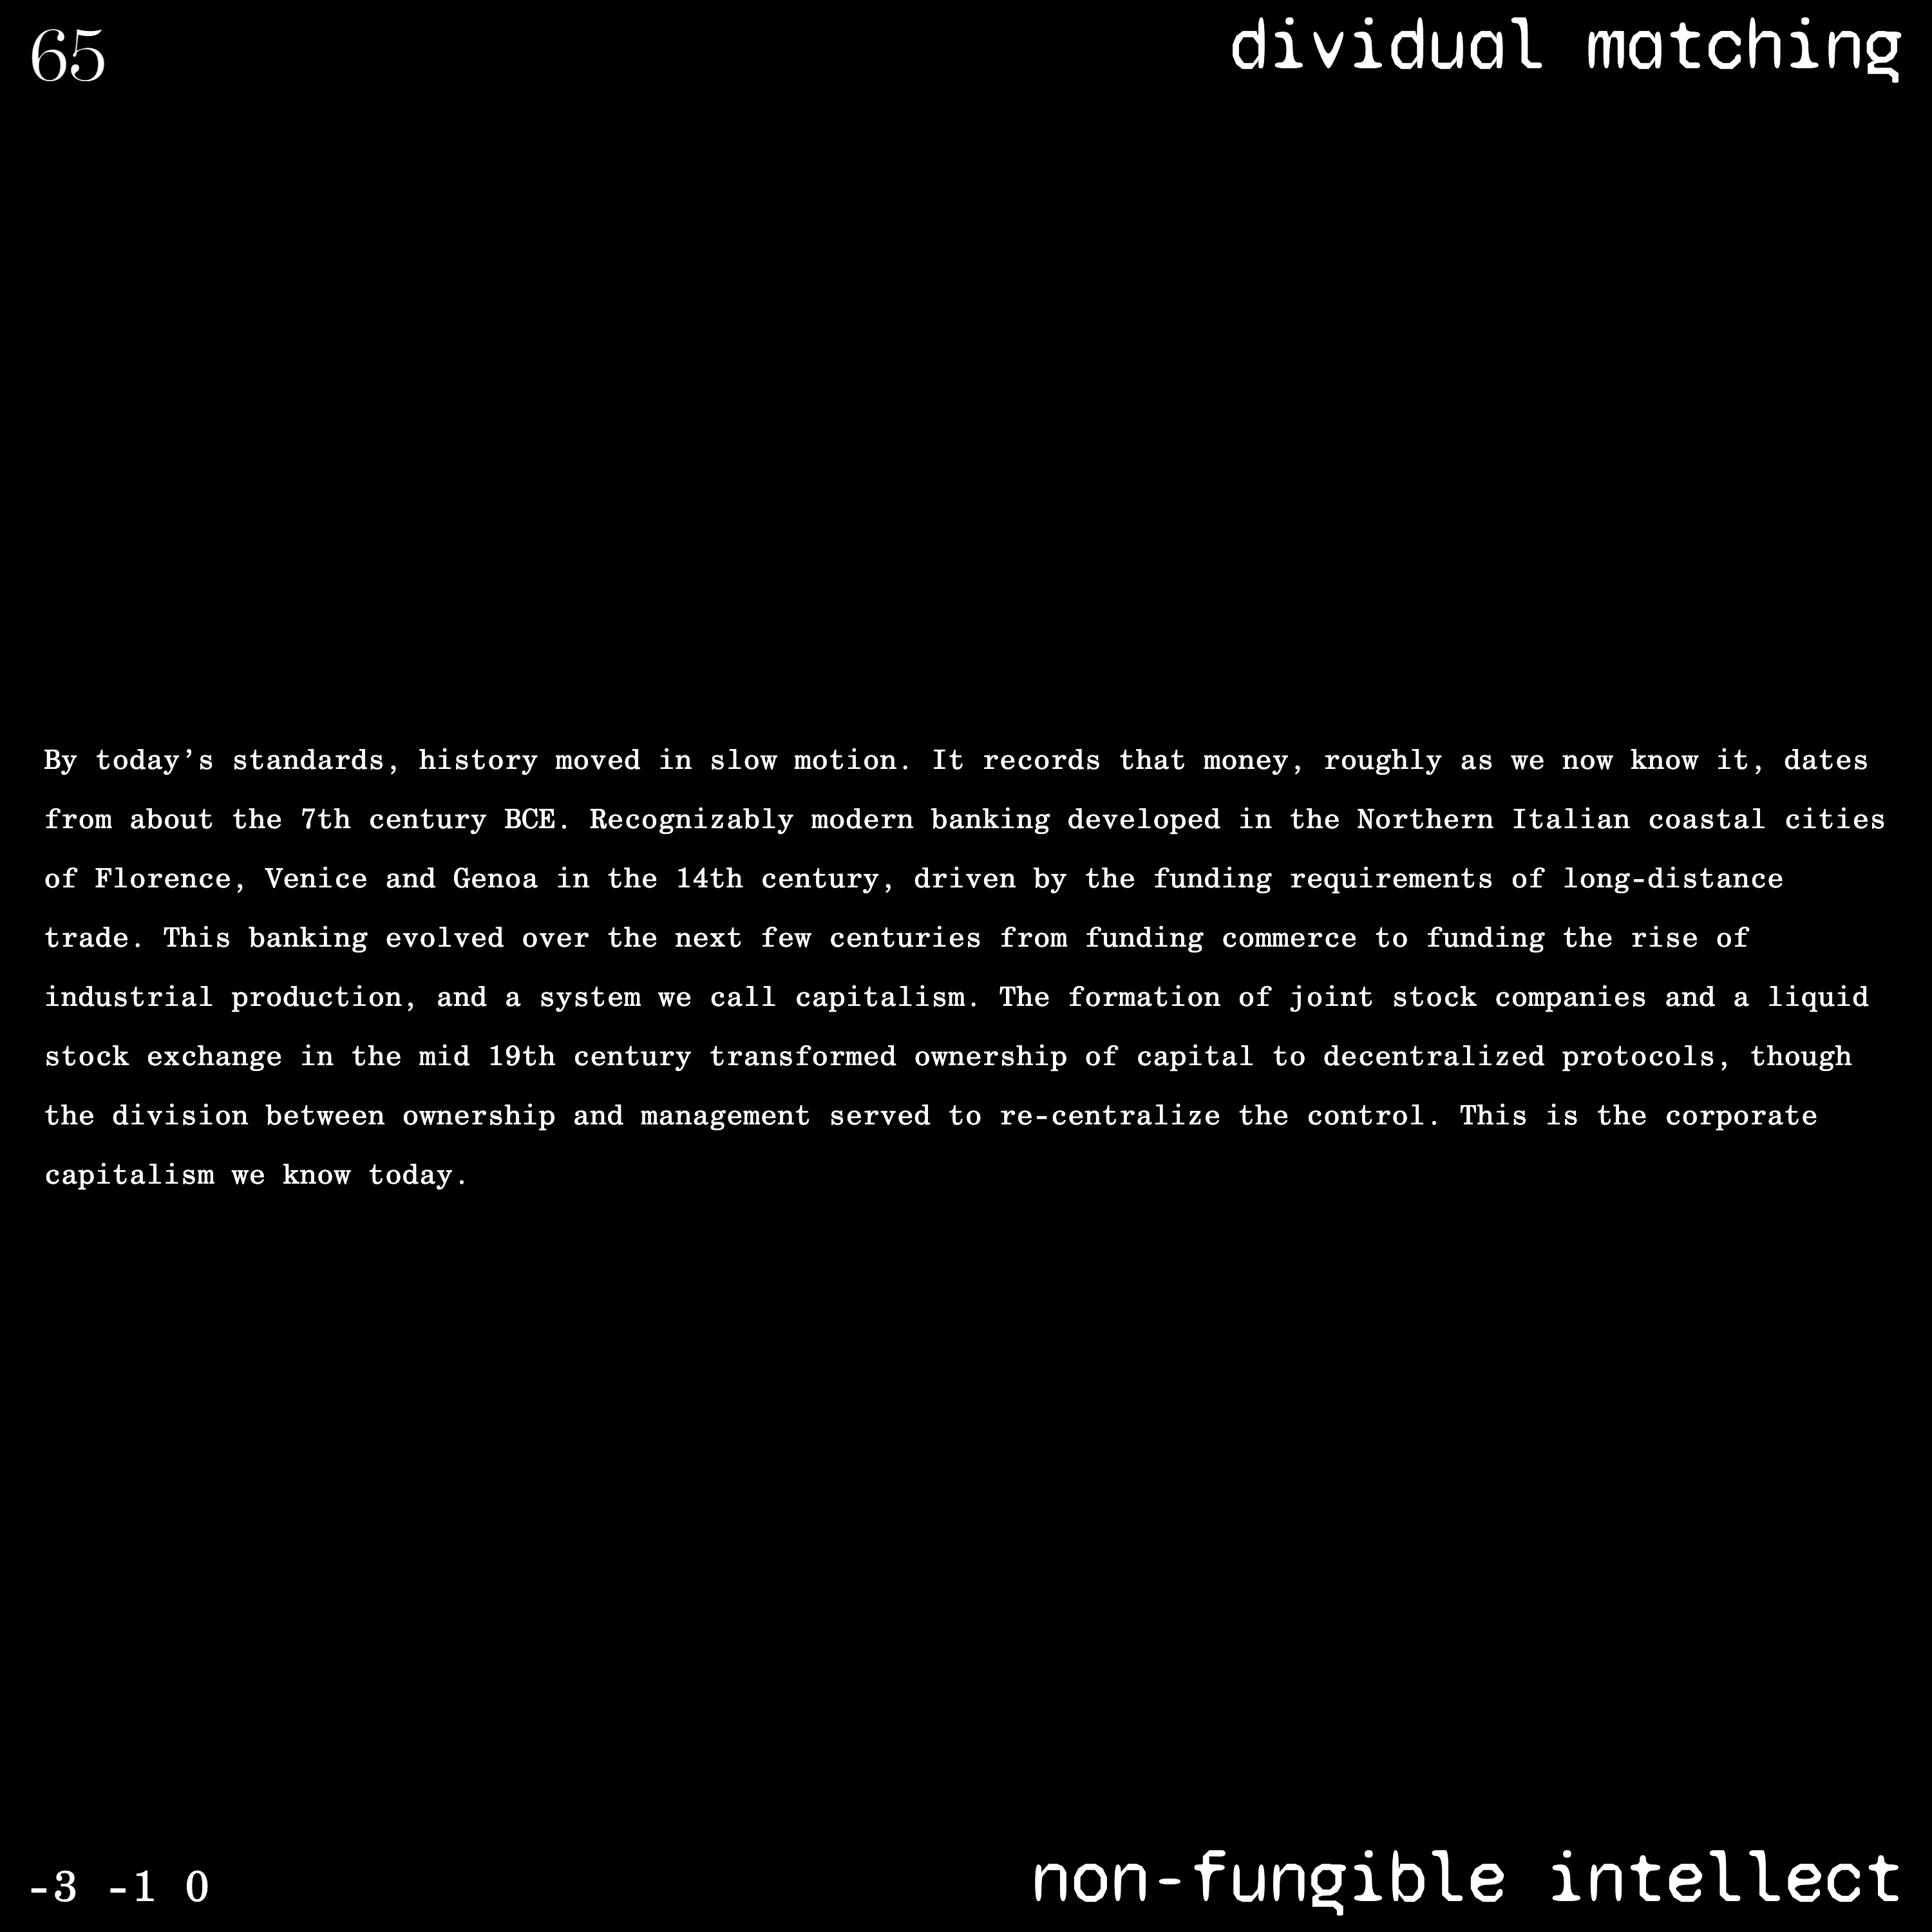 65
dividual matching
By today’s standards, history moved in slow motion. It records that money, roughly as we now know it, dates
from about the 7th century BCE. Recognizably modern banking developed in the Northern Italian coastal cities
of Florence, Venice and Genoa in the 14th century, driven by the funding requirements of long-distance
trade. This banking evolved over the next few centuries from funding commerce to funding the rise of
industrial production, and a system we call capitalism. The formation of joint stock companies and a liquid
stock exchange in the mid 19th century transformed ownership of capital to decentralized protocols, though
the division between ownership and management served to re-centralize the control. This is the corporate
capitalism we know today.
-3 -1 0
non-fungible intellect